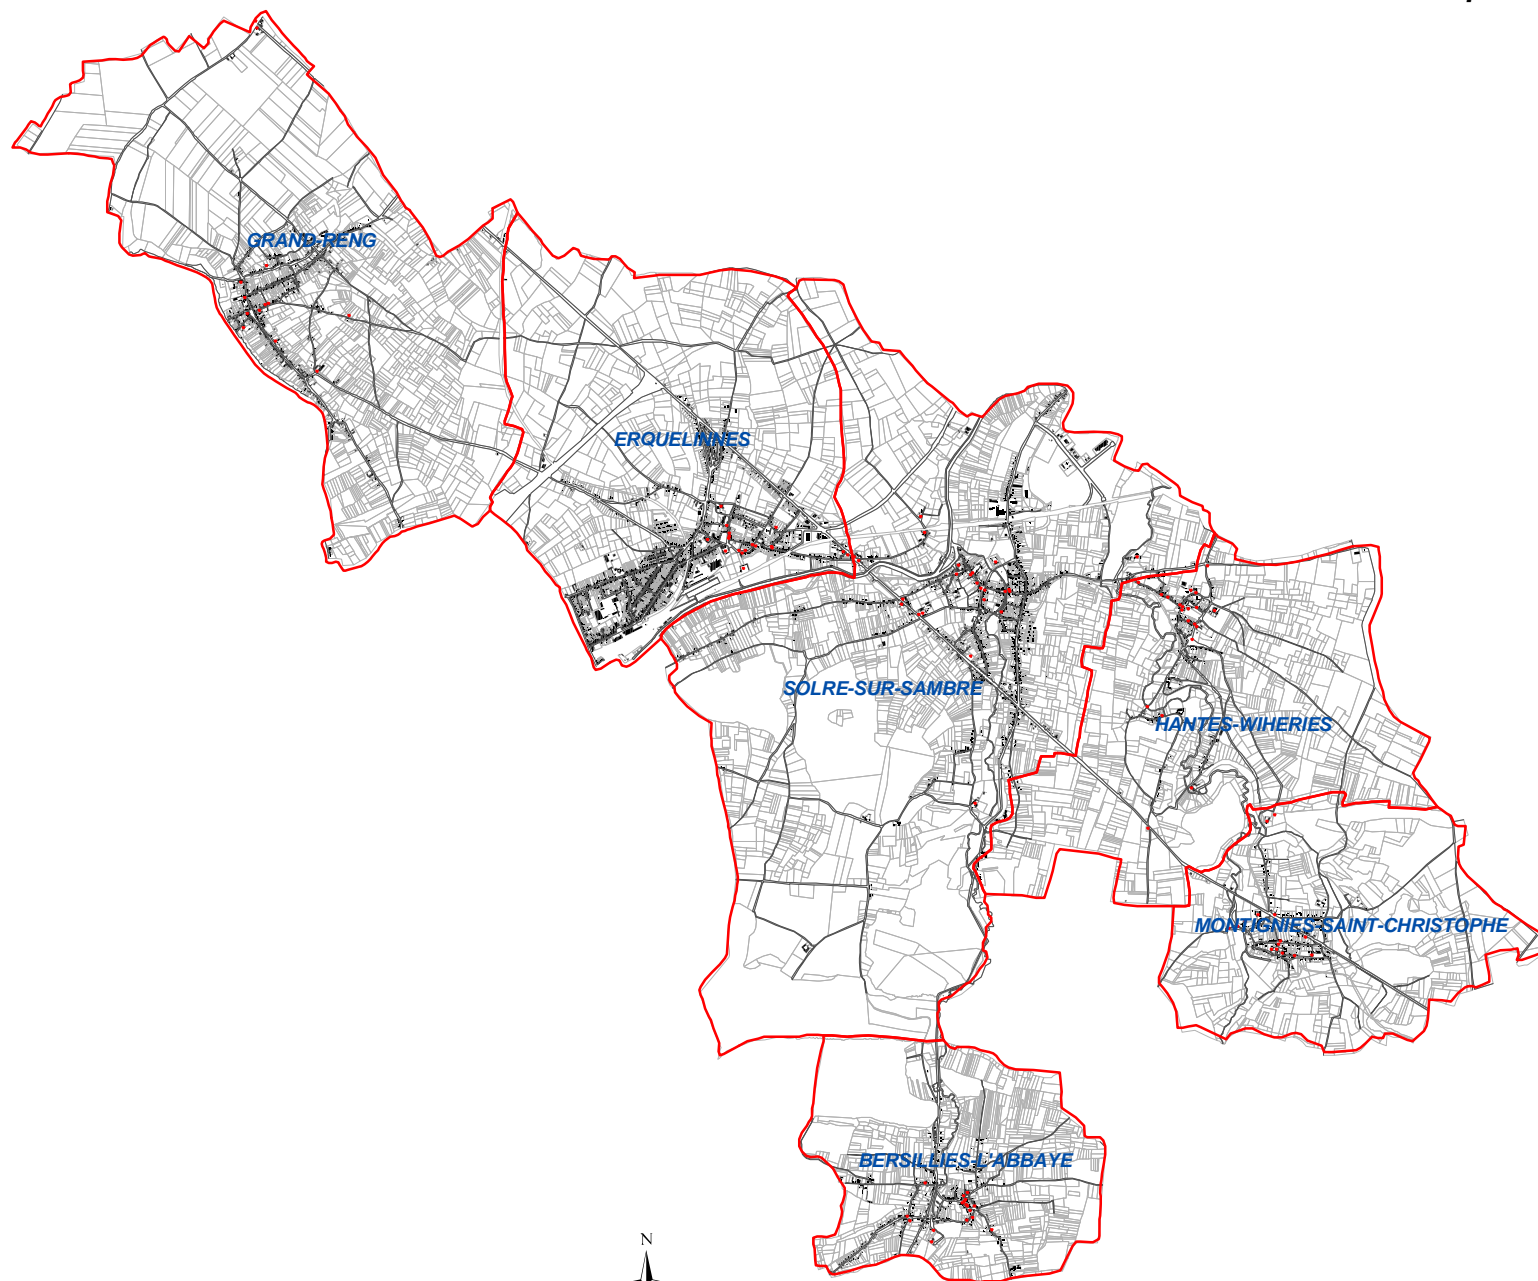 GRAND-RENG
ERQUELINNES
SOLRE-SUR-SAMBRE
HANTES-WIHERIES
MONTIGNIES-SAINT-CHRISTOPHE
BERSILLIES-L'ABBAYE
N